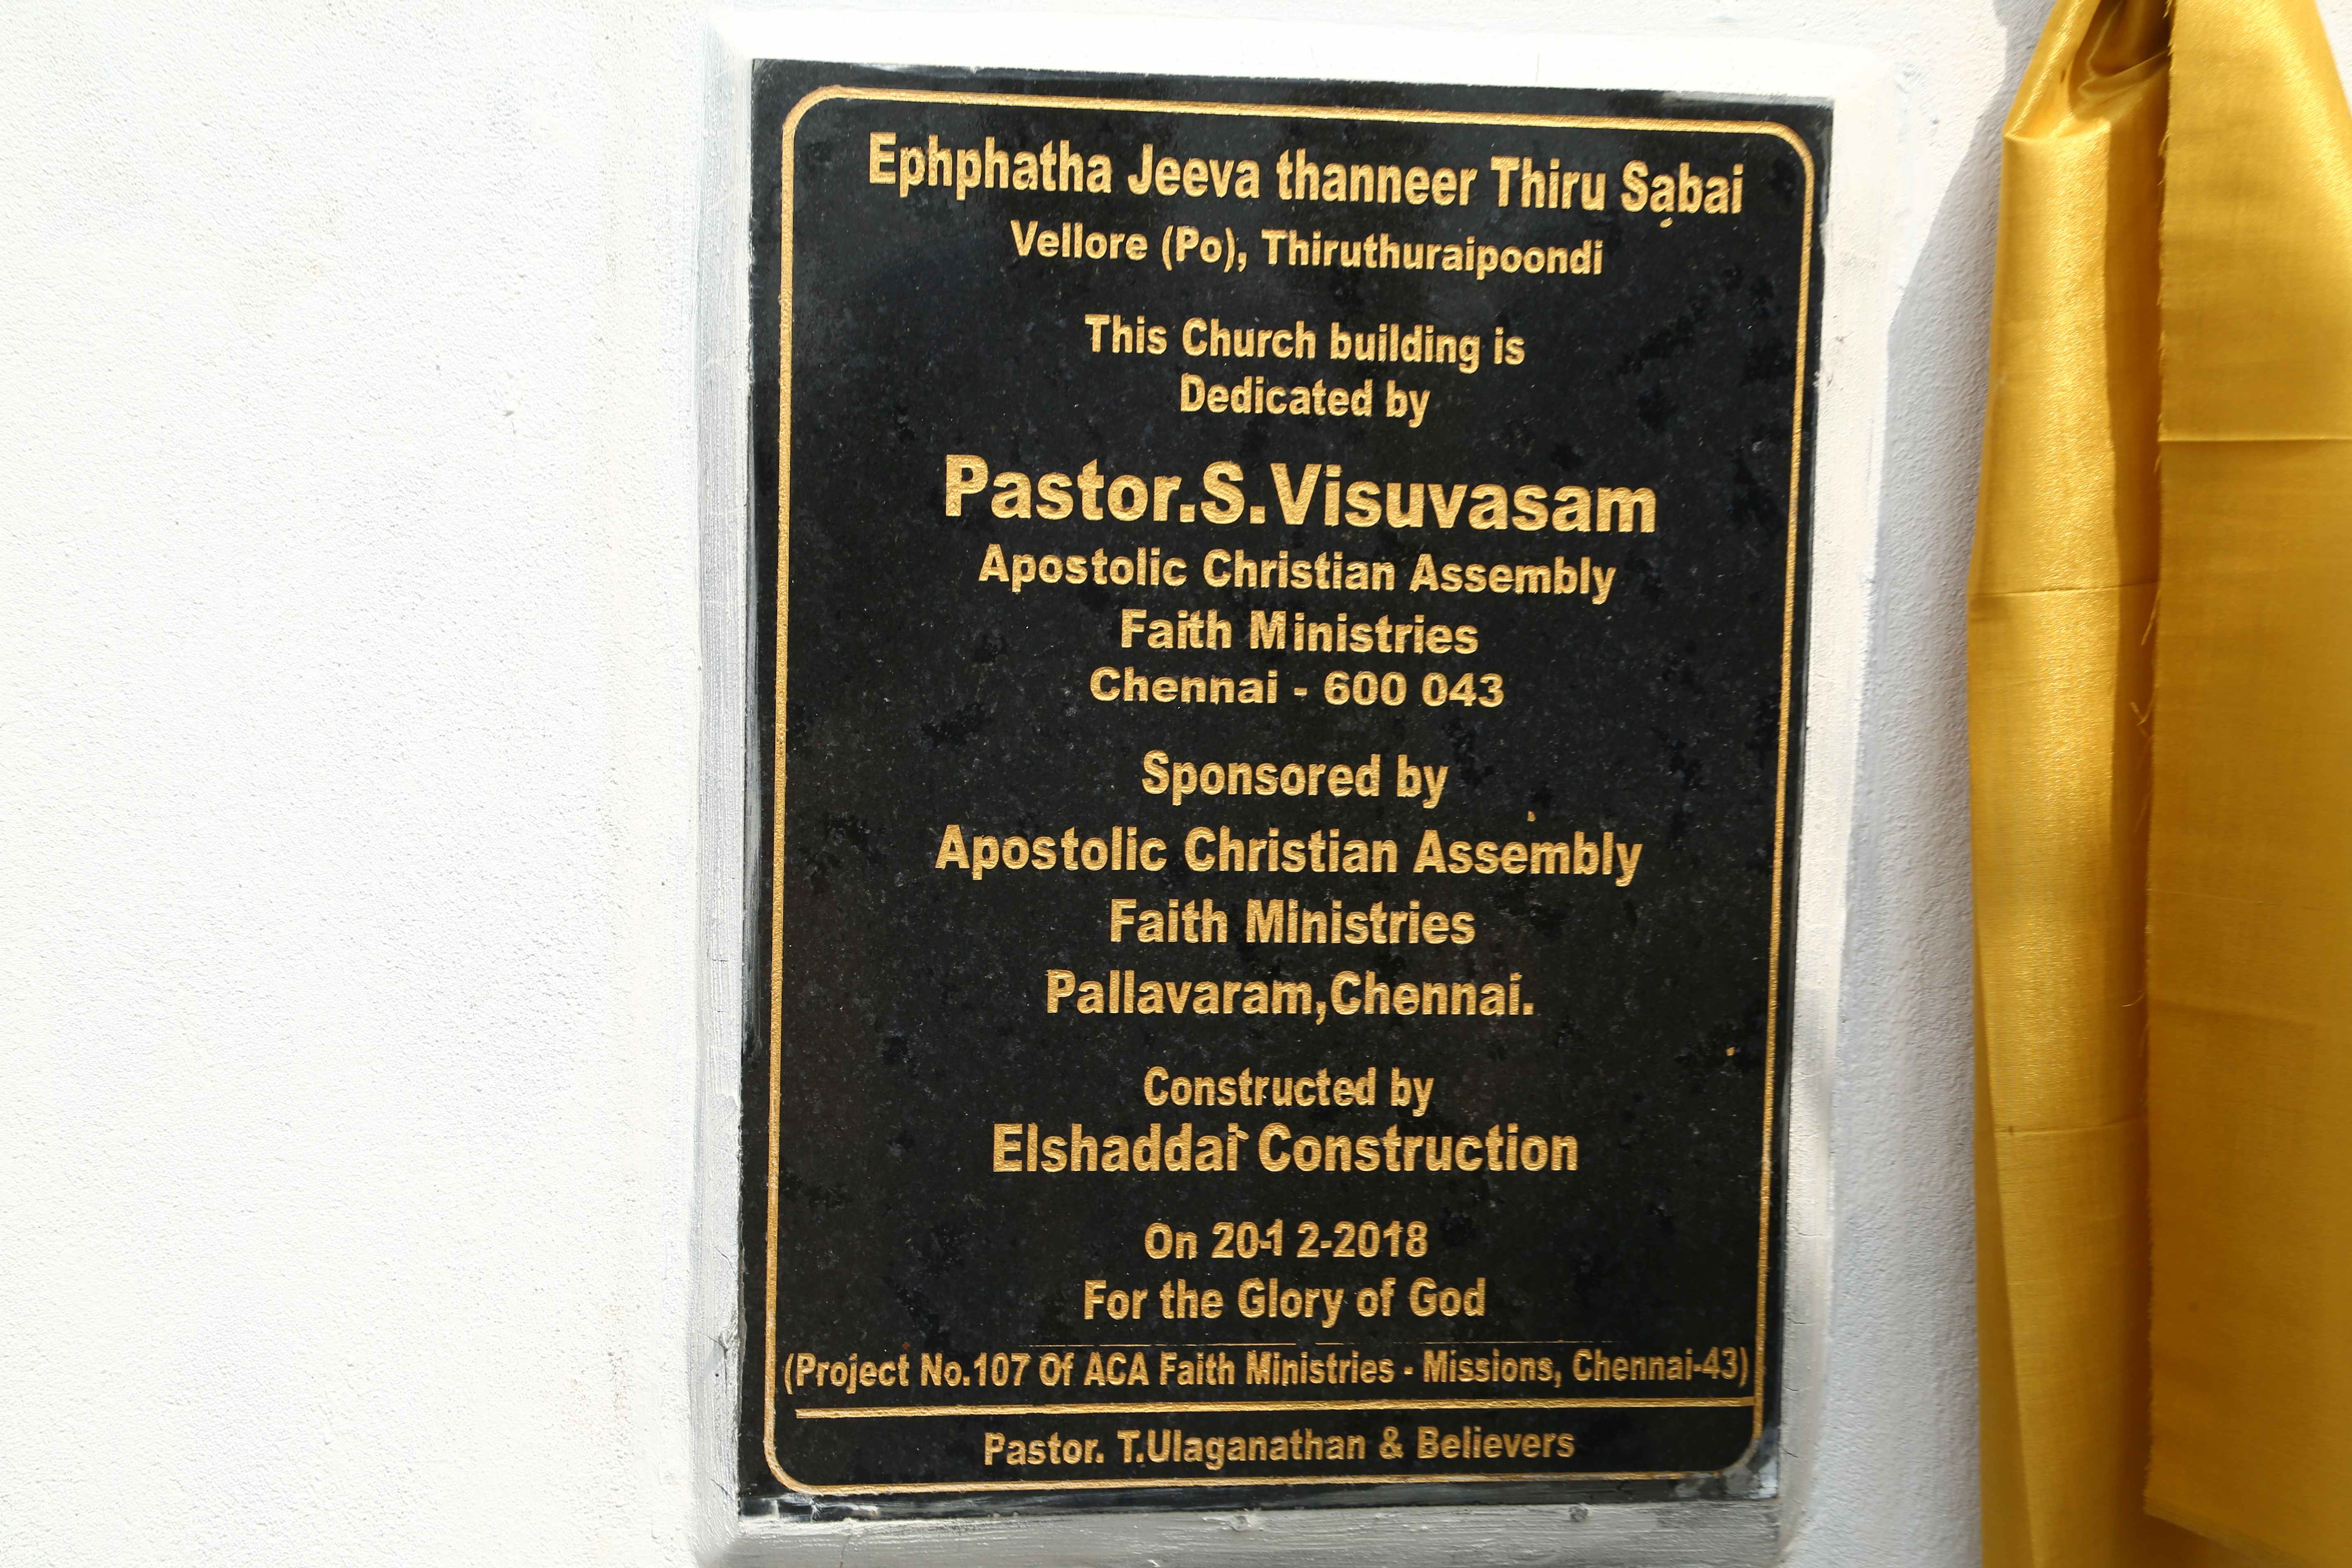 Ephphatha Jeeva thanneer Thiru Sabai
Vellore (Po), Thiruthuraipoondi
This Church building is
Dedicated by
Pastor.S.Visuvasam
Apostolic Christian Assembly
Faith Ministries
Chennai - 600 043
Sponsored by
Apostolic Christian Assembly
Faith Ministries
Pallavaram,Chennai.
Constructed by
Elshaddai Construction
On 20-12-2018
For the Glory of God
(Project No.107 Of ACA Faith Ministries - Missions, Chennai-43)
Pastor. T.Ulaganathan & Believers